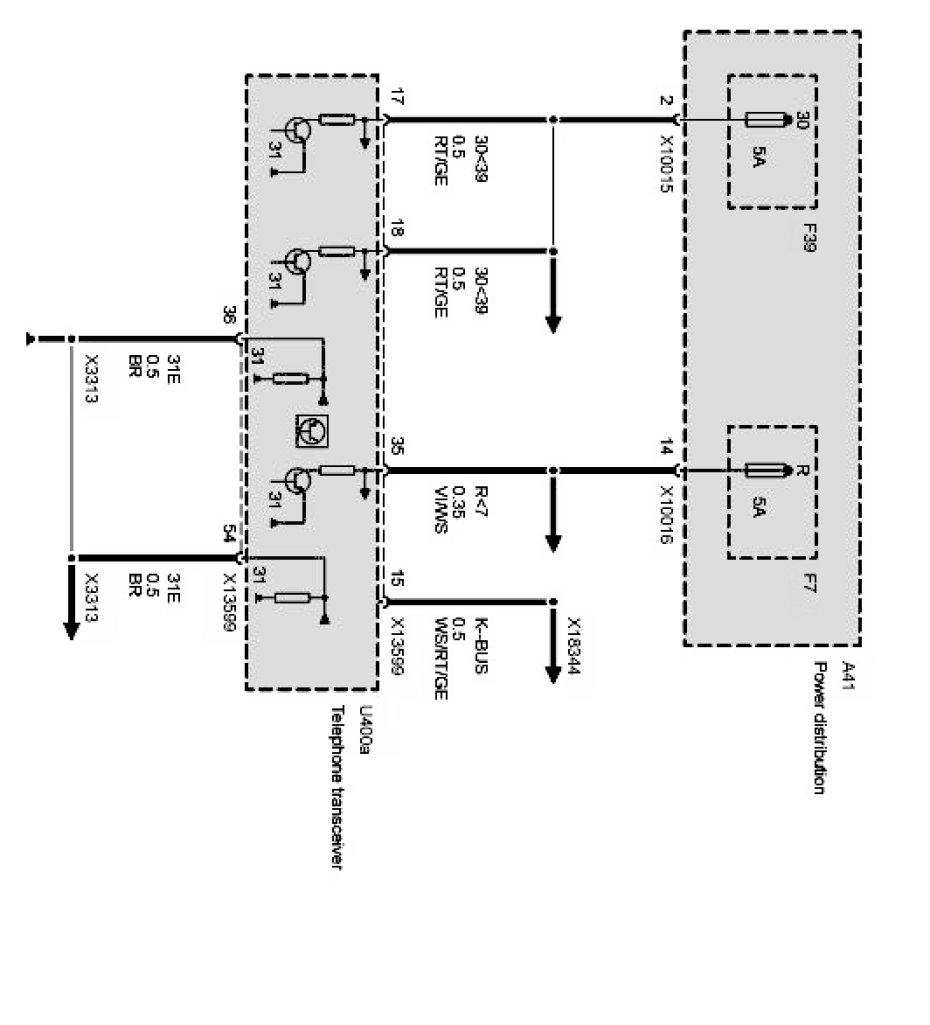 A41
Power distribution
30
F39
5A
R
F7
5A
2
X10015
14
X10016
X18344
30<39
0.5
RT/GE
30<39
0.5
RT/GE
R<7
0.35
VI/WS
K--BUS
0.5
WS/RT/GE
17
18
35
15
X13599
U400a
Telephone transceiver
31
31
31
31
31
36
54
X13599
31E
0.5
BR
31E
0.5
BR
X3313
X3313